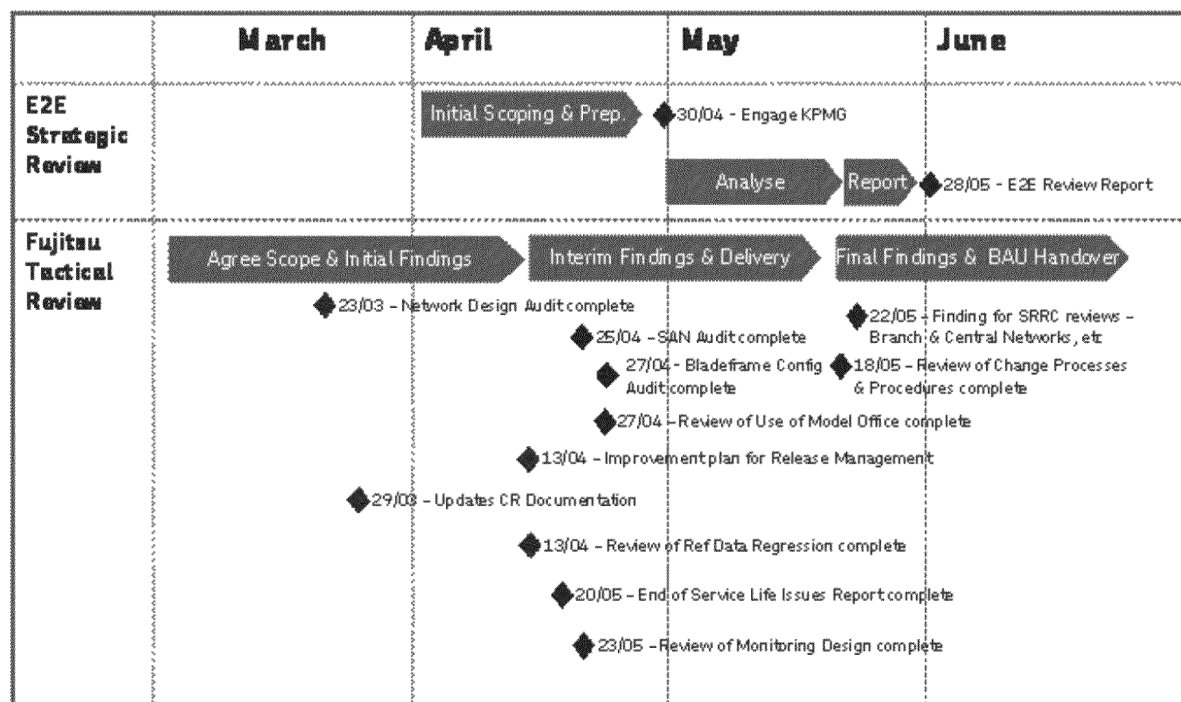 March
April
May
June
E2E
Strategic
Review
Initial Scoping & Prep.
30/04 - Engage KPMG
Analyse
Report
28/05 - E2E Review Report
Fujitsu
Tactical
Review
Agree Scope & Initial Findings
Interim Findings & Delivery
Final Findings & BAU Handover
23/03 - Network Design Audit complete
22/05 - Finding for SRRC reviews -
Branch & Central Networks, etc
25/04 - SAN Audit complete
27/04 - Bladeframe Config
Audit complete
18/05 - Review of Change Processes
& Procedures complete
27/04 - Review of Use of Model Office complete
13/04 - Improvement plan for Release Management
29/03 - Updates CR Documentation
13/04 - Review of Ref Data Regression complete
20/05 - End of Service Life Issues Report complete
23/05 - Review of Monitoring Design complete